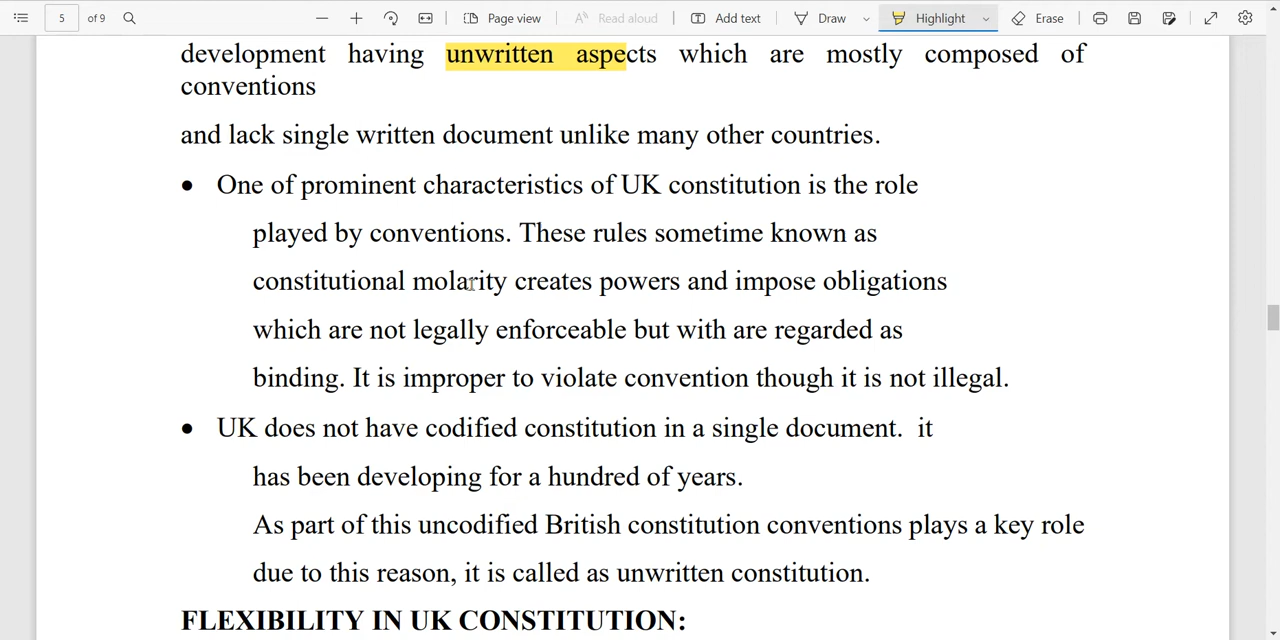 5 of 9 Page view Read aloud Add text Draw Highlight Erase
development having unwritten aspects which are mostly composed of
conventions
and lack single written document unlike many other countries.
• One of prominent characteristics of UK constitution is the role
played by conventions. These rules sometime known as
constitutional molarity creates powers and impose obligations
which are not legally enforceable but with are regarded as
binding. It is improper to violate convention though it is not illegal.
• UK does not have codified constitution in a single document. it
has been developing for a hundred of years.
As part of this uncodified British constitution conventions plays a key role
due to this reason, it is called as unwritten constitution.
FLEXIBILITY IN UK CONSTITUTION: